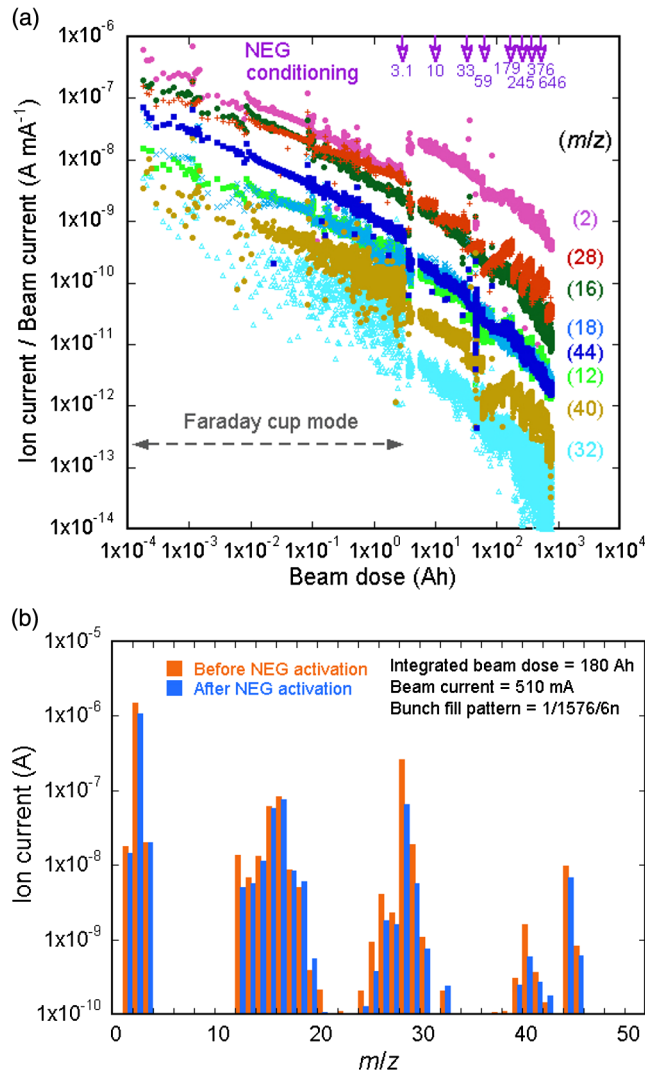 (a)
1x10-6
1x10-7
1x10-8
1x10-9
1x10-10
1x10-11
1x10-12
1x10-13
1x10-14
Ion current / Beam current (A mA-1)
NEG
conditioning
3.1 10 33 59 179 245 376 646
(m/z)
(2)
(28)
(16)
(18)
(44)
(12)
(40)
(32)
Faraday cup mode
1x10-4 1x10-3 1x10-2 1x10-1 1x100 1x101 1x102 1x103 1x104
Beam dose (Ah)
(b)
1x10-5
1x10-6
1x10-7
1x10-8
1x10-9
1x10-10
Ion current (A)
Before NEG activation
After NEG activation
Integrated beam dose = 180 Ah
Beam current = 510 mA
Bunch fill pattern = 1/1576/6n
0 10 20 30 40 50
m/z